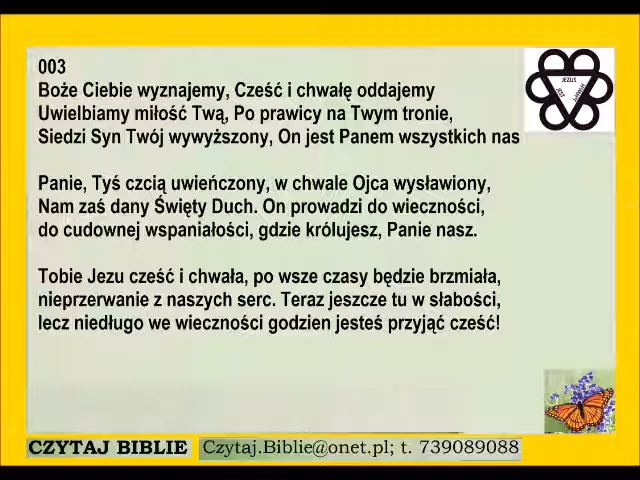 003
Boże Ciebie wyznajemy, Cześć i chwałę oddajemy
Uwielbiamy miłość Twą, Po prawicy na Twym tronie,
Siedzi Syn Twój wywyższony, On jest Panem wszystkich nas
Panie, Tyś czcią uwieńczony, w chwale Ojca wysławiony,
Nam zaś dany Święty Duch. On prowadzi do wieczności,
do cudownej wspaniałości, gdzie królujesz, Panie nasz.
Tobie Jezu cześć i chwała, po wsze czasy będzie brzmiała,
nieprzerwanie z naszych serc. Teraz jeszcze tu w słabości,
lecz niedługo we wieczności godzien jesteś przyjąć cześć!
JEZUS
JEST
CZYTAJ BIBLIE
Czytaj.Biblie@onet.pl; t. 739089088